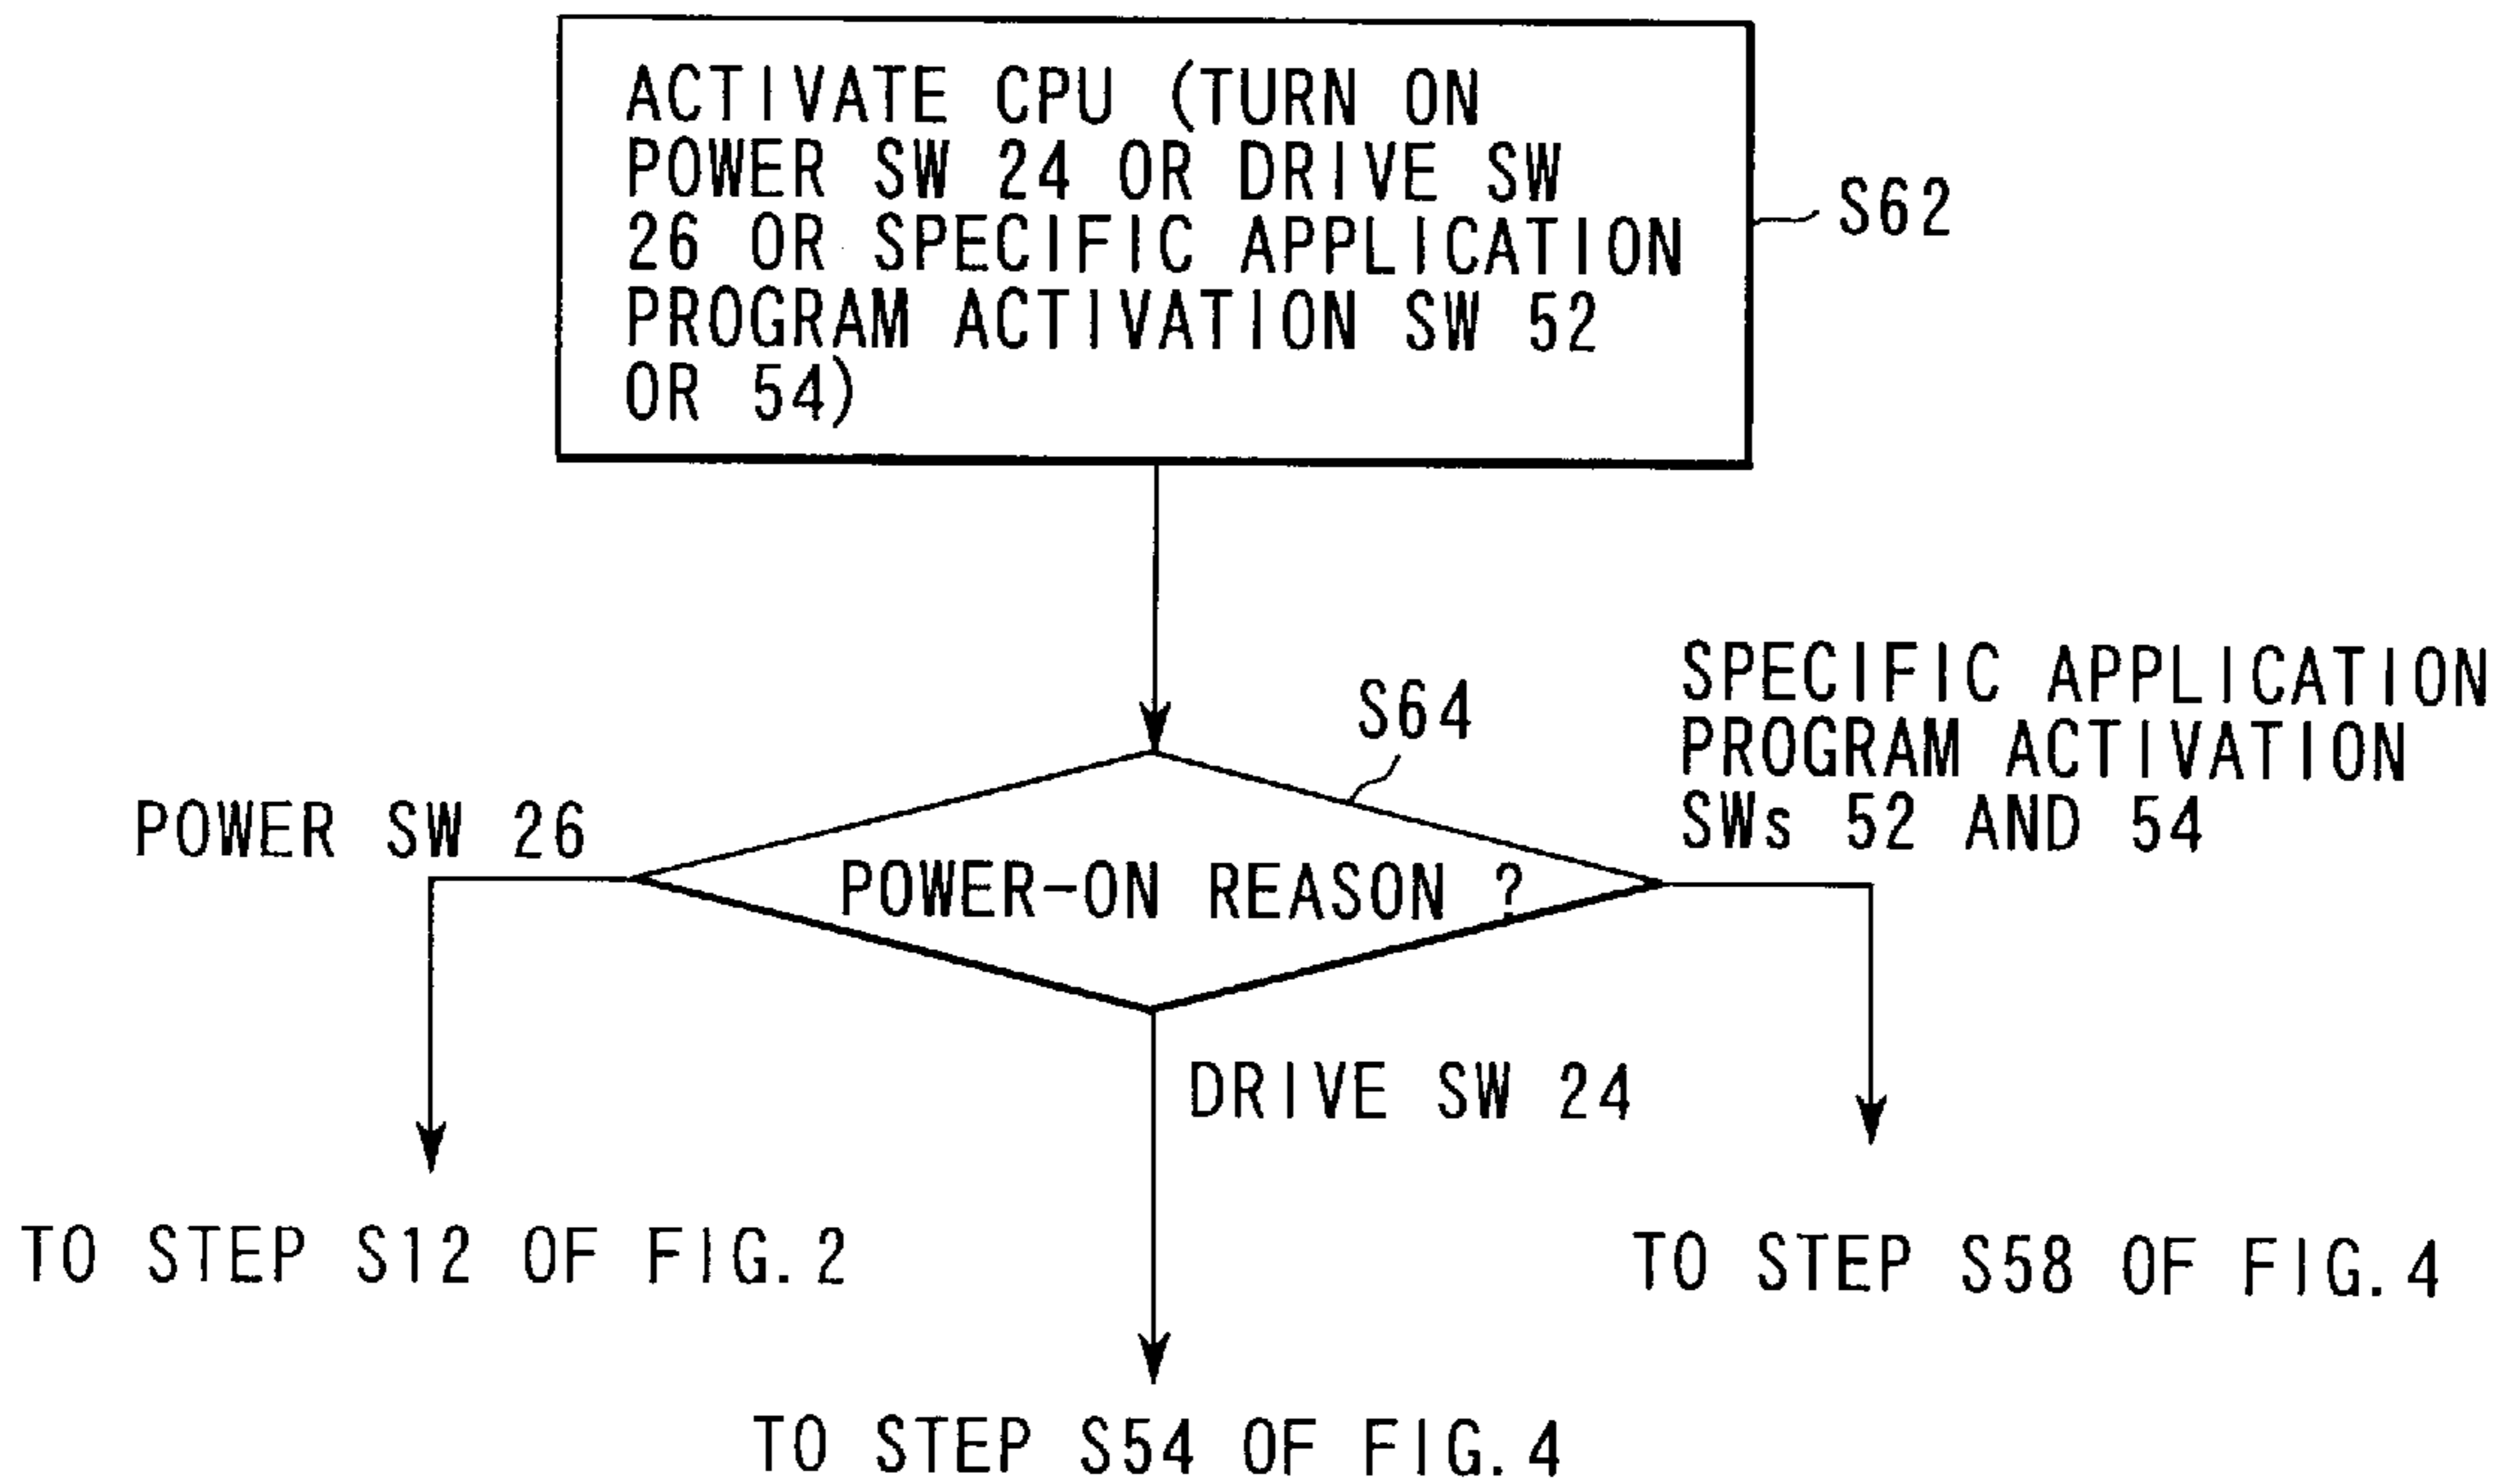 ACTIVATE CPU (TURN ON
POWER SW 24 OR DRIVE SW
26 OR SPECIFIC APPLICATION
PROGRAM ACTIVATION SW 52
OR 54)
S62
S64
SPECIFIC APPLICATION
PROGRAM ACTIVATION
SWs 52 AND 54
POWER SW 26
POWER-ON REASON ?
DRIVE SW 24
TO STEP S12 OF FIG. 2
TO STEP S58 OF FIG. 4
TO STEP S54 OF FIG. 4